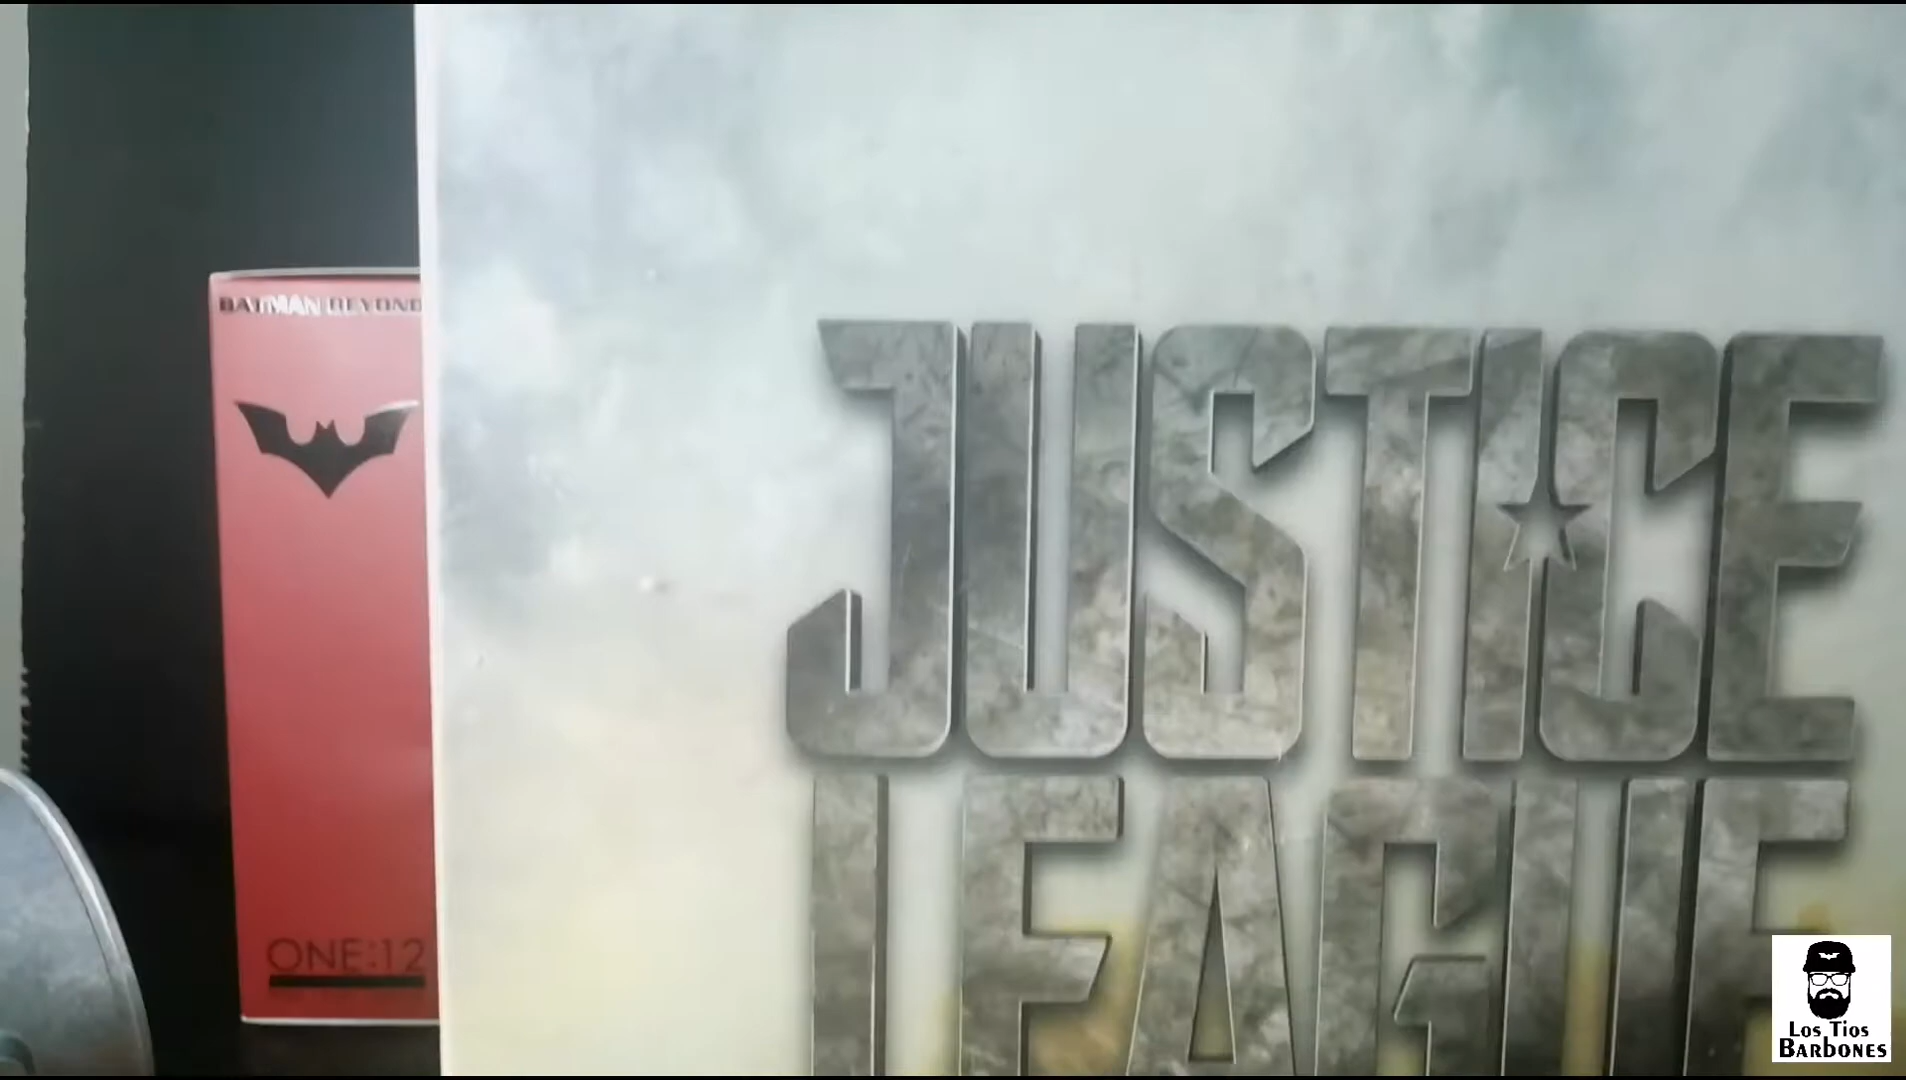 BATMAN BEYOND
ONE:12
JUSTICE
LEAGUE
Los Tios
Barbones